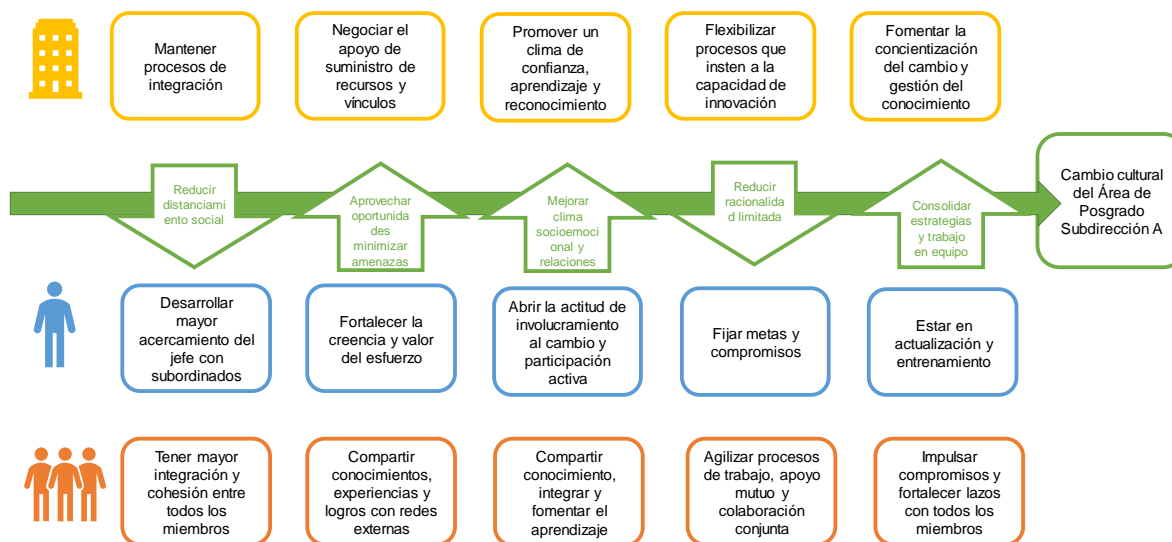 Mantener
procesos de
integración
Negociar el
apoyo de
suministro de
recursos y
vínculos
Promover un
clima de
confianza,
aprendizaje y
reconocimiento
Flexibilizar
procesos que
insten a la
capacidad de
innovación
Fomentar la
concientización
del cambio y
gestión del
conocimiento
Reducir
distanciami
ento social
Aprovechar
oportunida
des
minimizar
amenazas
Mejorar
clima
socioemoci
onal y
relaciones
Reducir
racionalida
d limitada
Consolidar
estrategias
y trabajo
en equipo
Cambio cultural
del Área de
Posgrado
Subdirección A
Desarrollar
mayor
acercamiento del
jefe con
subordinados
Fortalecer la
creencia y valor
del esfuerzo
Abrir la actitud de
involucramiento
al cambio y
participación
activa
Fijar metas y
compromisos
Estar en
actualización y
entrenamiento
Tener mayor
integración y
cohesión entre
todos los
miembros
Compartir
conocimientos,
experiencias y
logros con redes
externas
Compartir
conocimiento,
integrar y
fomentar el
aprendizaje
Agilizar procesos
de trabajo, apoyo
mutuo y
colaboración
conjunta
Impulsar
compromisos y
fortalecer lazos
con todos los
miembros